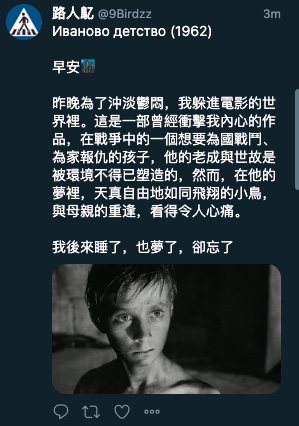 路人䰟 @9Birdzz 3m
Иваново детство (1962)
早安
昨晚為了沖淡鬱悶，我躲進電影的世
界裡。這是一部曾經衝擊我內心的作
品，在戰爭中的一個想要為國戰鬥、
為家報仇的孩子，他的老成與世故是
被環境不得已塑造的，然而，在他的
夢裡，天真自由地如同飛翔的小鳥，
與母親的重逢，看得令人心痛。
我後來睡了，也夢了，卻忘了